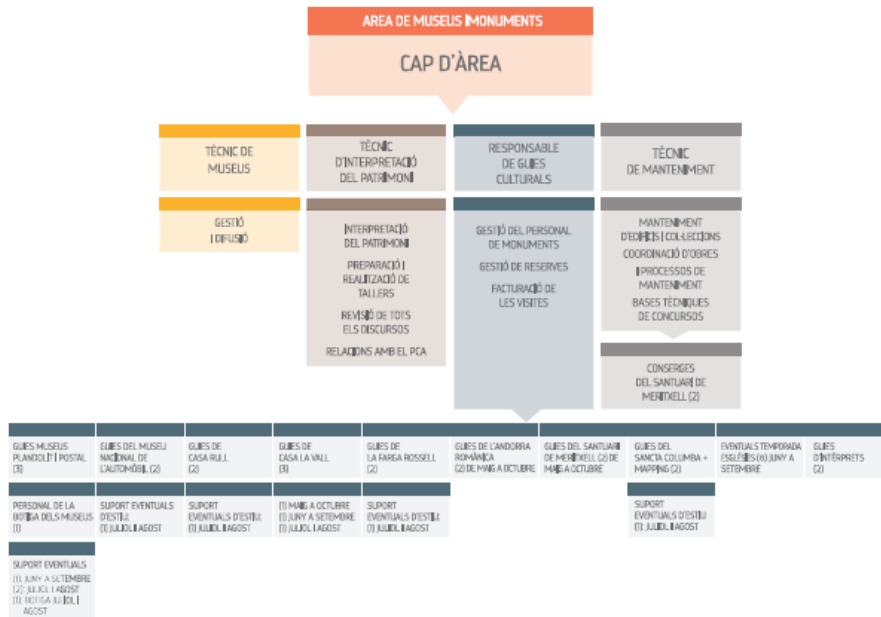 AREA DE MUSEUS I MONUMENTS
CAP D'ÀREA
TÈCNIC DE
MUSEUS
TÈCNIC
D'INTERPRETACIÓ
DEL PATRIMONI
RESPONSABLE
DE GUIES
CULTURALS
TÈCNIC
DE MANTENIMENT
GESTIÓ
I DIFUSIÓ
INTERPRETACIÓ
DEL PATRIMONI
PREPARACIÓ I
REALITZACIÓ DE
TALLERS
REVISIÓ DE TOTS
ELS DISCURSOS
RELACIONS AMB EL PCA
GESTIÓ DEL PERSONAL
DE MONUMENTS
GESTIÓ DE RESERVES
FACTURACIÓ DE
LES VISITES
MANTENIMENT
D'EDIFICIS I COL·LECCIONS
COORDINACIÓ D'OBRES
I PROCESSOS DE
MANTENIMENT
BASES TÈCNIQUES
DE CONCURSOS
CONSERGES
DEL SANTUARI DE
MERITXELL (2)
GUIES MUSEUS
PLANDOLIT I POSTAL
(3)
GUIES DEL MUSEU
NACIONAL DE
L'AUTOMÒBIL (2)
GUIES DE
CASA RULL
(2)
GUIES DE
CASA LA VALL
(3)
GUIES DE
LA FARGA ROSSELL
(2)
GUIES DE L'ANDORRA
ROMÀNICA
(2) DE MAIG A OCTUBRE
GUIES DEL SANTUARI
DE MERITXELL (2) DE
MAIG A OCTUBRE
GUIES DEL
SANCTA COLUMBA +
MAPPING (2)
EVENTUALS TEMPORADA
ESGLÉSIES (6) JUNY A
SETEMBRE
GUIES
D'INTÈRPRETS
(2)
PERSONAL DE LA
BOTIGA DELS MUSEUS
(1)
SUPORT EVENTUALS
D'ESTIU:
(1) JULIOL I AGOST
SUPORT
EVENTUALS D'ESTIU:
(1) JULIOL I AGOST
(1) MAIG A OCTUBRE
(1) JUNY A SETEMBRE
(1) JULIOL I AGOST
SUPORT
EVENTUALS D'ESTIU:
(1) JULIOL I AGOST
SUPORT
EVENTUALS D'ESTIU
(1): JULIOL I AGOST
SUPORT EVENTUALS
(1): JUNY A SETEMBRE
(2): JULIOL I AGOST
(1): BOTIGA JULIOL I
AGOST